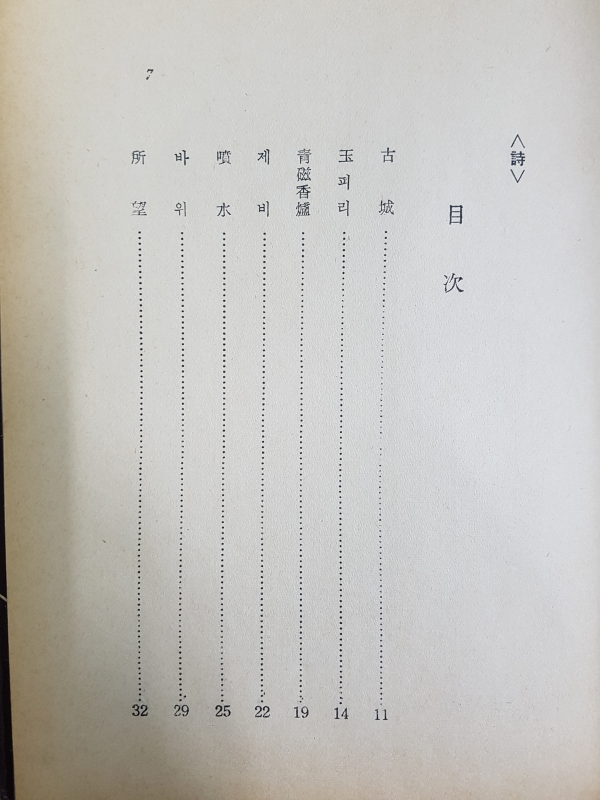 <詩>
目次
古城 11
玉피리 14
青磁香爐 19
제비 22
噴水 25
바위 29
所望 32
7